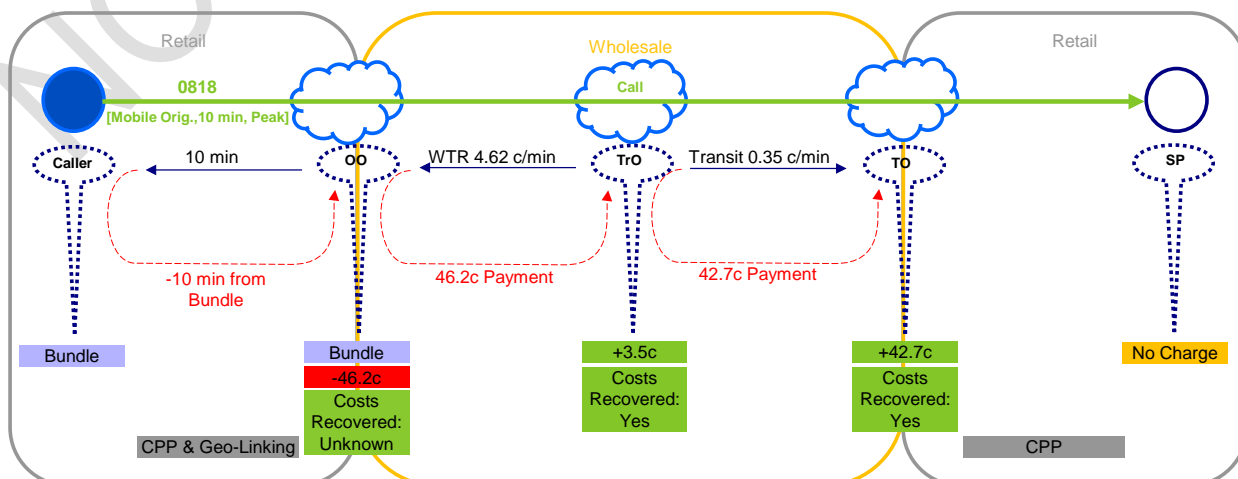 Retail
Wholesale
Retail
0818
Call
[Mobile Orig.,10 min, Peak]
Caller
10 min
OO
WTR 4.62 c/min
TrO
Transit 0.35 c/min
TO
SP
-10 min from
Bundle
46.2c Payment
42.7c Payment
Bundle
Bundle
-46.2c
Costs
Recovered:
Unknown
+3.5c
Costs
Recovered:
Yes
+42.7c
Costs
Recovered:
Yes
No Charge
CPP & Geo-Linking
CPP